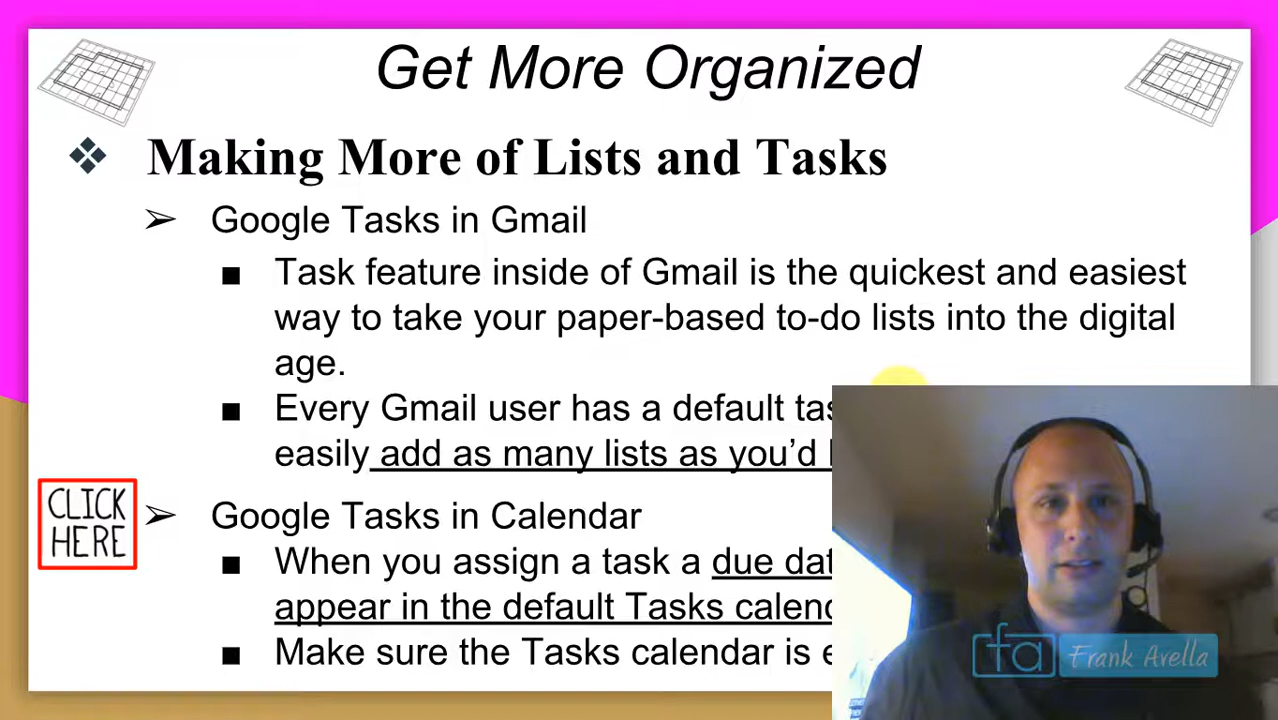 Get More Organized
Making More of Lists and Tasks
Google Tasks in Gmail
Task feature inside of Gmail is the quickest and easiest
way to take your paper-based to-do lists into the digital
age.
Every Gmail user has a default
easily add as many lists as you'd
CLICK
HERE
Google Tasks in Calendar
When you assign a task a due
appear in the default Tasks
Make sure the Tasks calendar is
fa Frank Avella